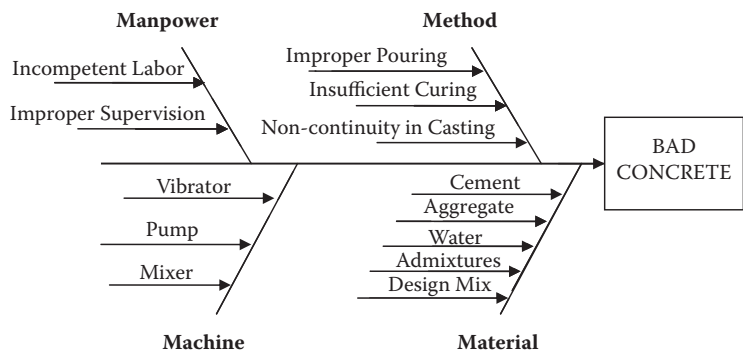 Manpower
Method
Incompetent Labor
Improper Supervision
Improper Pouring
Insufficient Curing
Non-continuity in Casting
BAD
CONCRETE
Vibrator
Pump
Mixer
Cement
Aggregate
Water
Admixtures
Design Mix
Machine
Material